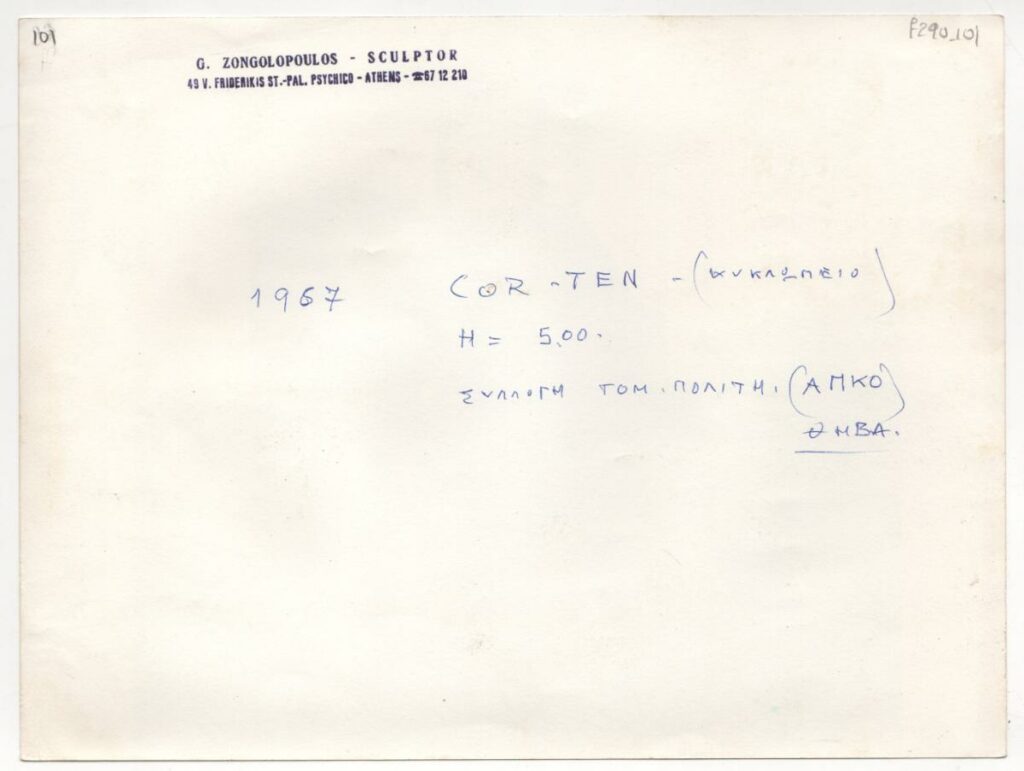 101
f290_101
G. ZONGOLOPOULOS - SCULPTOR
49 V. FRIDERIKIS ST.-PAL. PSYCHICO - ATHENS - ☎67 12 210
1967 COR-TEN - (ΚΥΚΛΩΠΕΙΟ)
H = 5.00.
ΣΥΛΛΟΓΗ ΤΟΜ. ΠΟΛΙΤΗ. (ΑΠΚΟ)
ΘΗΒΑ.